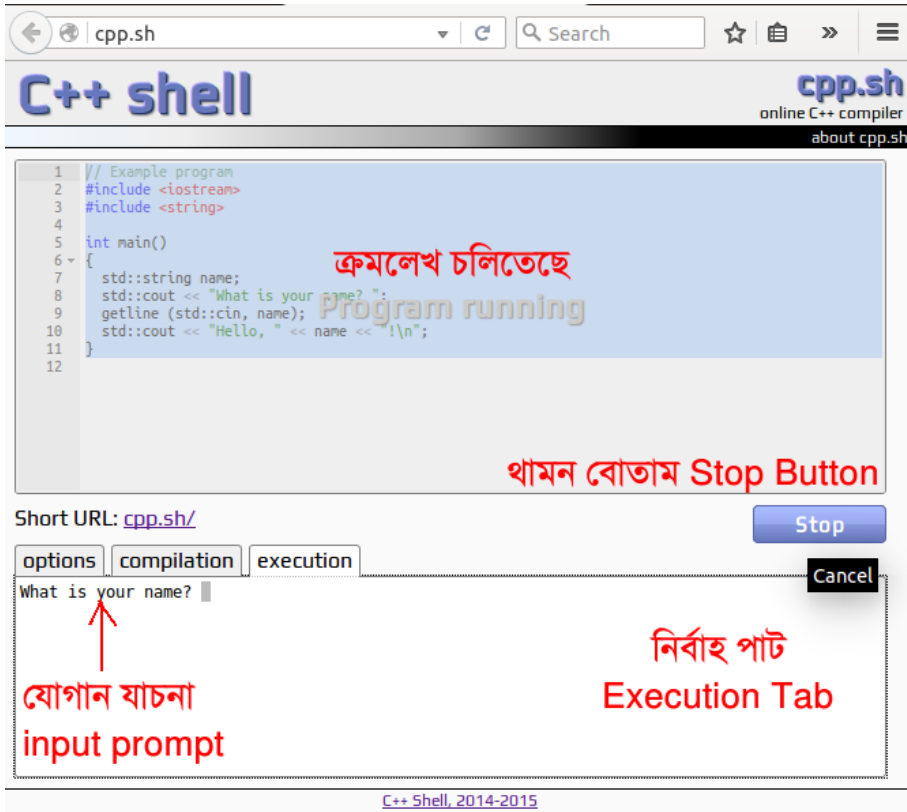 cpp.sh
Search
C++ shell
cpp.sh
online C++ compiler
about cpp.sh
1 // Example program
2 #include <iostream>
3 #include <string>
4
5 int main()
6 {
7 std::string name;
8 std::cout << "What is your name? ";
9 getline (std::cin, name);
10 std::cout << "Hello, " << name << "!\n";
11 }
12
ক্রমলেখ চলিতেছে
Program running
থামন বোতাম Stop Button
Short URL: cpp.sh/
Stop
options compilation execution
Cancel
What is your name?
নির্বাহ পাট
Execution Tab
যোগান যাচনা
input prompt
C++ Shell, 2014-2015